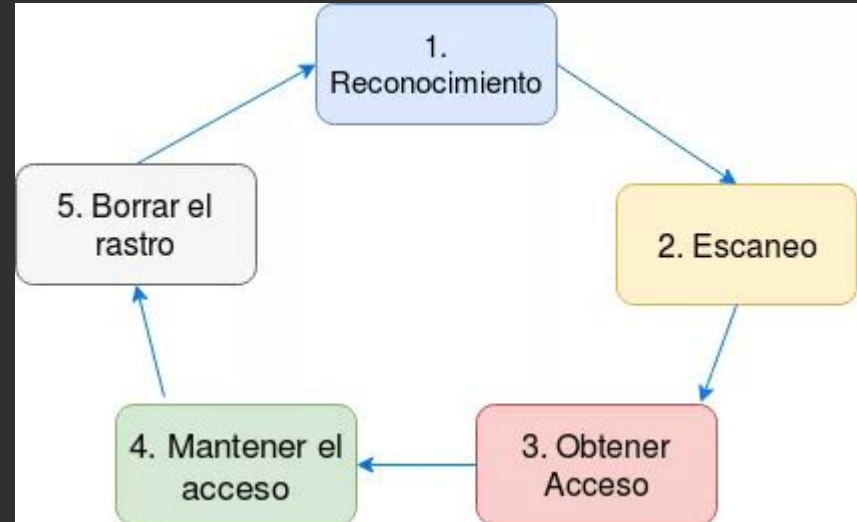 1.
Reconocimiento
2. Escaneo
3. Obtener
Acceso
4. Mantener el
acceso
5. Borrar el
rastro